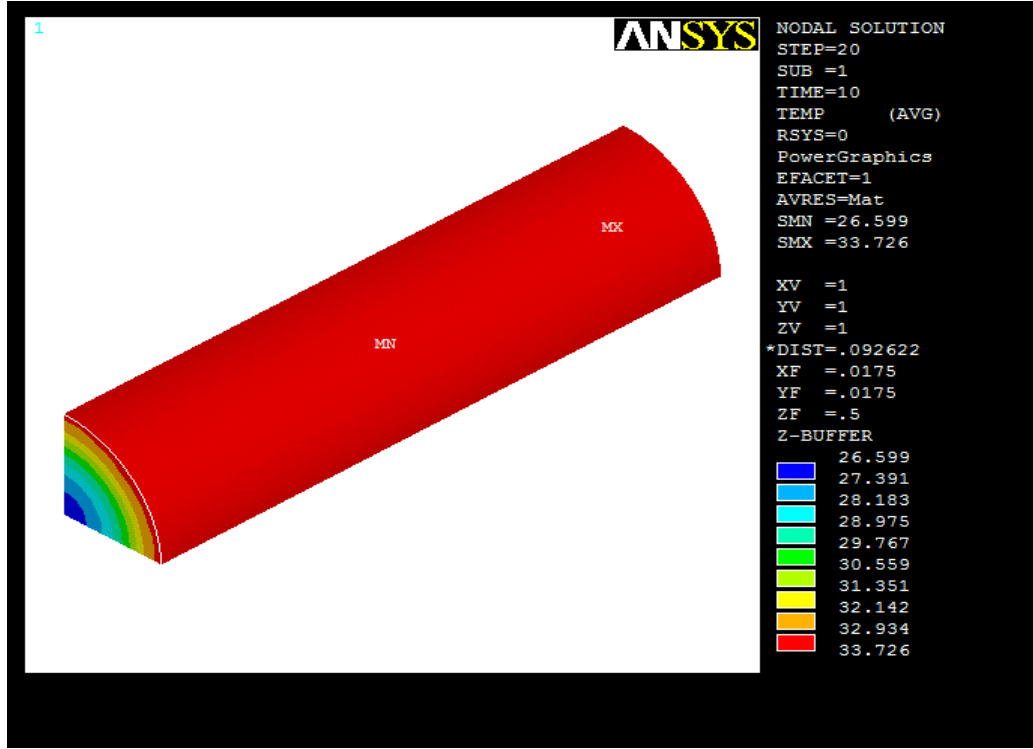 1
ANSYS
NODAL SOLUTION
STEP=20
SUB =1
TIME=10
TEMP (AVG)
RSYS=0
PowerGraphics
EFACET=1
AVRES=Mat
SMN =26.599
SMX =33.726
XV =1
YV =1
ZV =1
*DIST=.092622
XF =.0175
YF =.0175
ZF =.5
Z-BUFFER
26.599
27.391
28.183
28.975
29.767
30.559
31.351
32.142
32.934
33.726
MX
MN